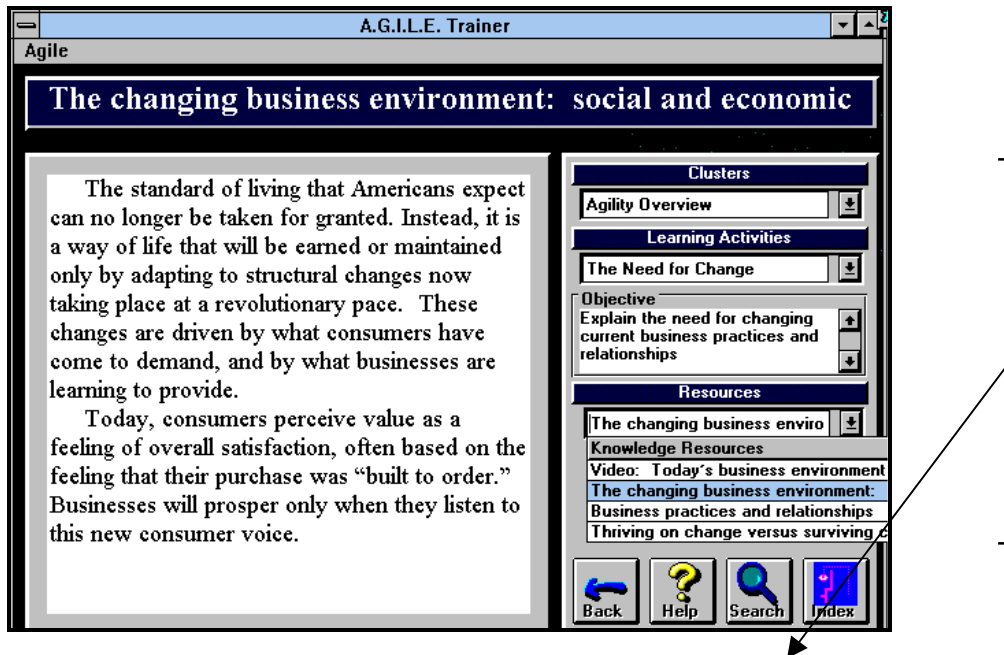 A.G.I.L.E. Trainer
Agile
The changing business environment: social and economic
The standard of living that Americans expect
can no longer be taken for granted. Instead, it is
a way of life that will be earned or maintained
only by adapting to structural changes now
taking place at a revolutionary pace. These
changes are driven by what consumers have
come to demand, and by what businesses are
learning to provide.
Today, consumers perceive value as a
feeling of overall satisfaction, often based on the
feeling that their purchase was “built to order.”
Businesses will prosper only when they listen to
this new consumer voice.
Clusters
Agility Overview
Learning Activities
The Need for Change
Objective
Explain the need for changing
current business practices and
relationships
Resources
The changing business enviro
Knowledge Resources
Video: Today's business environment
The changing business environment:
Business practices and relationships
Thriving on change versus surviving c
Back
Help
Search
Index